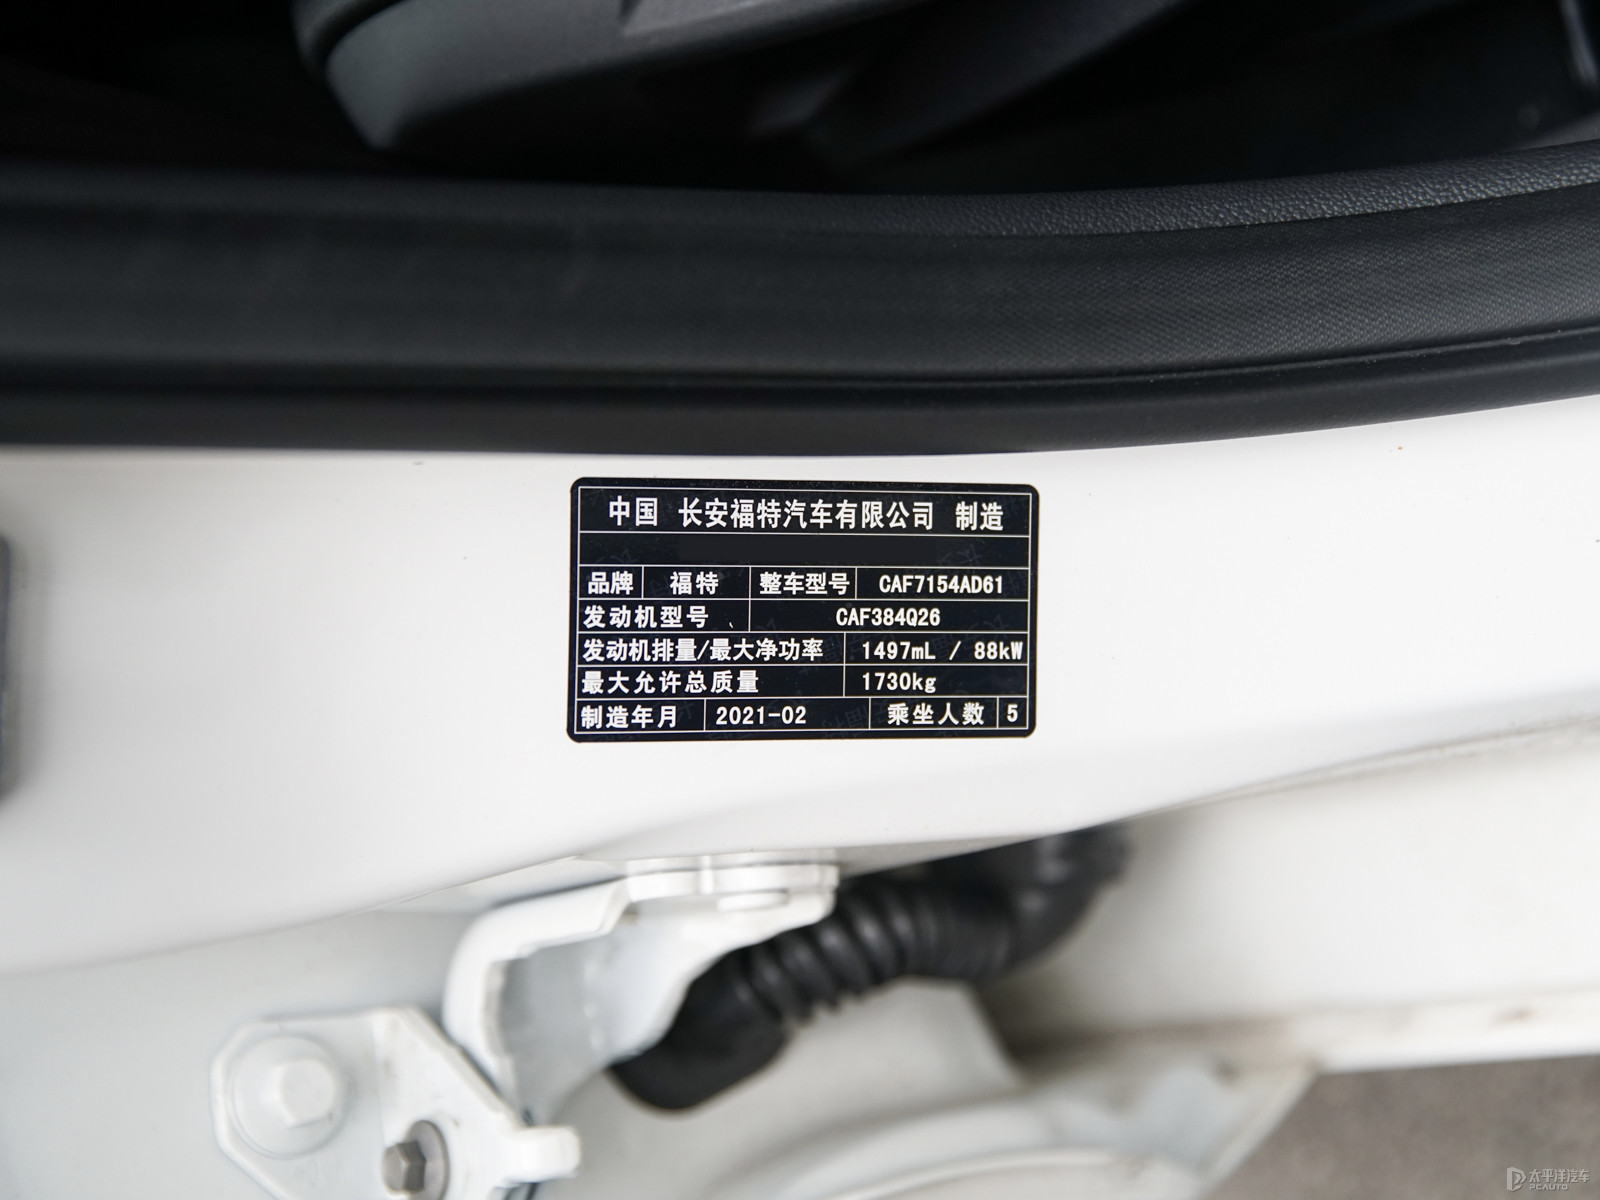 中国 长安福特汽车有限公司 制造
品牌 福特 整车型号 CAF7154AD61
发动机型号 CAF384Q26
发动机排量/最大净功率 1497mL / 88kW
最大允许总质量 1730kg
制造年月 2021-02 乘坐人数 5
太平洋汽车
PCAUTO